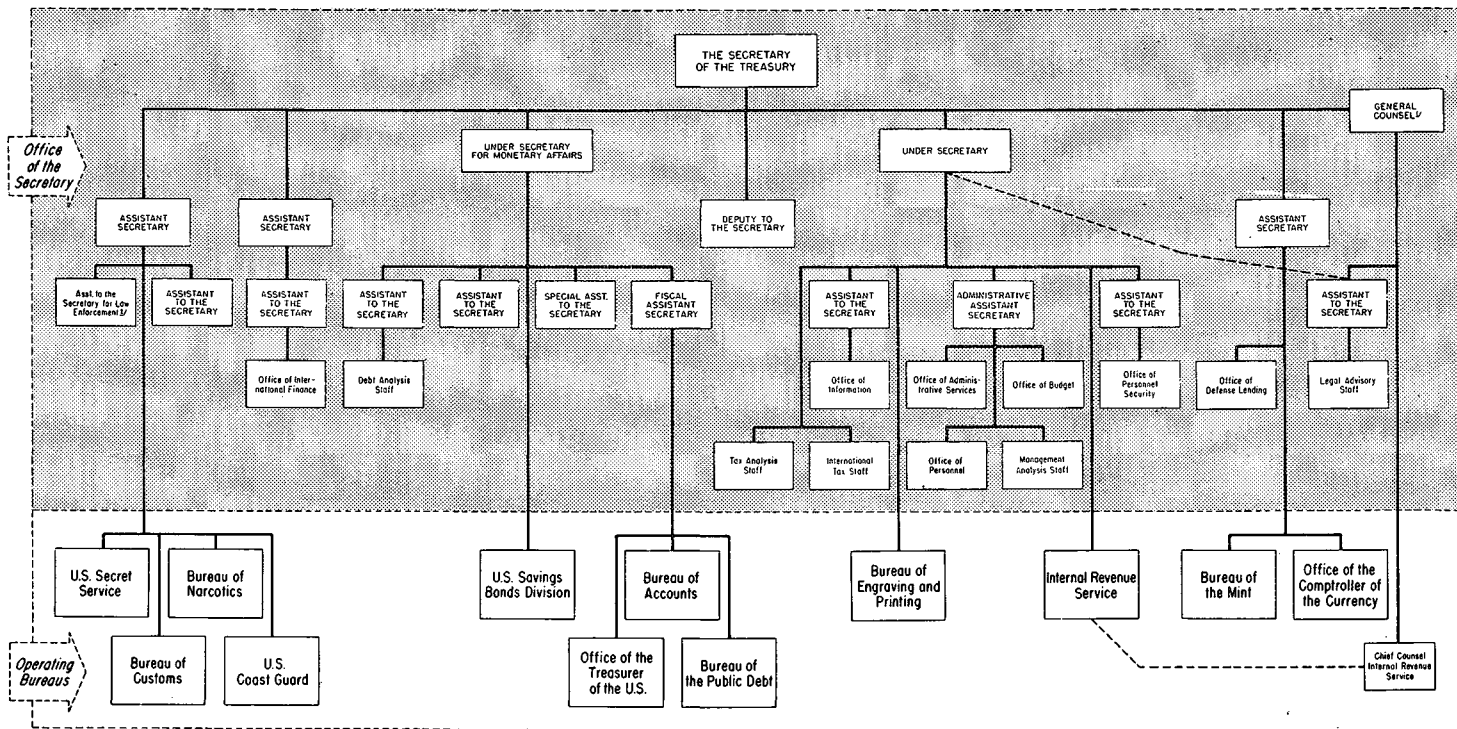 THE SECRETARY
OF THE TREASURY
GENERAL
COUNSEL 1/
Office
of the
Secretary
UNDER SECRETARY
FOR MONETARY AFFAIRS
UNDER SECRETARY
ASSISTANT
SECRETARY
ASSISTANT
SECRETARY
DEPUTY TO
THE SECRETARY
ASSISTANT
SECRETARY
Asst. to the
Secretary for Law
Enforcement 1/
ASSISTANT
TO THE
SECRETARY
ASSISTANT
TO THE
SECRETARY
ASSISTANT
TO THE
SECRETARY
ASSISTANT
TO THE
SECRETARY
SPECIAL ASST.
TO THE
SECRETARY
FISCAL
ASSISTANT
SECRETARY
ASSISTANT
TO THE
SECRETARY
ADMINISTRATIVE
ASSISTANT
SECRETARY
ASSISTANT
TO THE
SECRETARY
ASSISTANT
TO THE
SECRETARY
Office of Inter-
national Finance
Debt Analysis
Staff
Office of
Information
Office of Adminis-
trative Services
Office of Budget
Office of
Personnel
Security
Office of
Defense Lending
Legal Advisory
Staff
Tax Analysis
Staff
International
Tax Staff
Office of
Personnel
Management
Analysis Staff
U.S. Secret
Service
Bureau of
Narcotics
U.S. Savings
Bonds Division
Bureau of
Accounts
Bureau of
Engraving and
Printing
Internal Revenue
Service
Bureau of
the Mint
Office of the
Comptroller of
the Currency
Operating
Bureaus
Bureau of
Customs
U.S.
Coast Guard
Office of the
Treasurer
of the U.S.
Bureau of
the Public Debt
Chief Counsel
Internal Revenue
Service